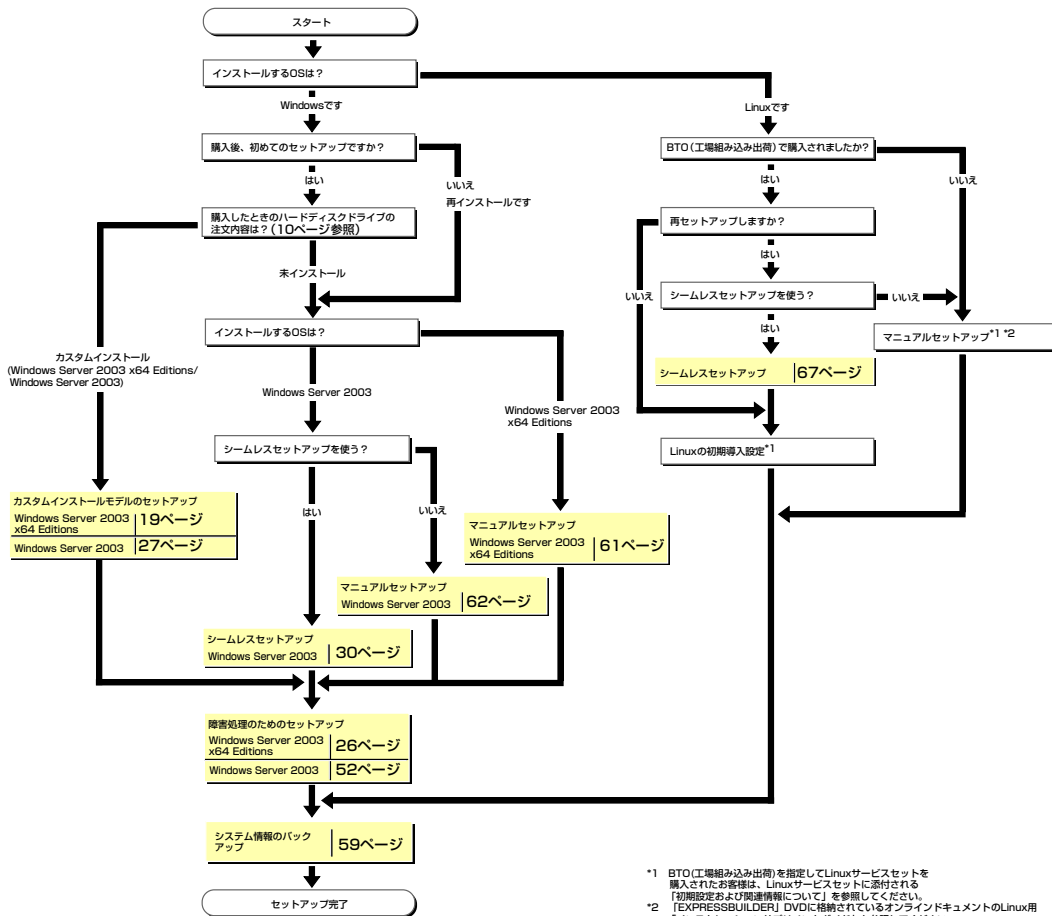 スタート
インストールするOSは？
Windowsです
Linuxです
購入後、初めてのセットアップですか？
はい
いいえ
再インストールです
購入したときのハードディスクドライブの
注文内容は？（10ページ参照）
未インストール
カスタムインストール
(Windows Server 2003 x64 Editions/
Windows Server 2003)
インストールするOSは？
Windows Server 2003
Windows Server 2003
x64 Editions
シームレスセットアップを使う？
はい
いいえ
カスタムインストールモデルのセットアップ
Windows Server 2003
x64 Editions 19ページ
Windows Server 2003 27ページ
マニュアルセットアップ
Windows Server 2003
x64 Editions 61ページ
マニュアルセットアップ
Windows Server 2003 62ページ
シームレスセットアップ
Windows Server 2003 30ページ
障害処理のためのセットアップ
Windows Server 2003
x64 Editions 26ページ
Windows Server 2003 52ページ
システム情報のバック
アップ 59ページ
セットアップ完了
BTO（工場組み込み出荷）で購入されましたか？
はい
いいえ
再セットアップしますか？
はい
いいえ
シームレスセットアップを使う？
いいえ
はい
マニュアルセットアップ*1 *2
シームレスセットアップ 67ページ
Linuxの初期導入設定*1
*1 BTO(工場組み込み出荷)を指定してLinuxサービスセットを
購入されたお客様は、Linuxサービスセットに添付される
「初期設定および関連情報について」を参照してください。
*2 「EXPRESSBUILDER」DVDに格納されているオンラインドキュメントのLinux用